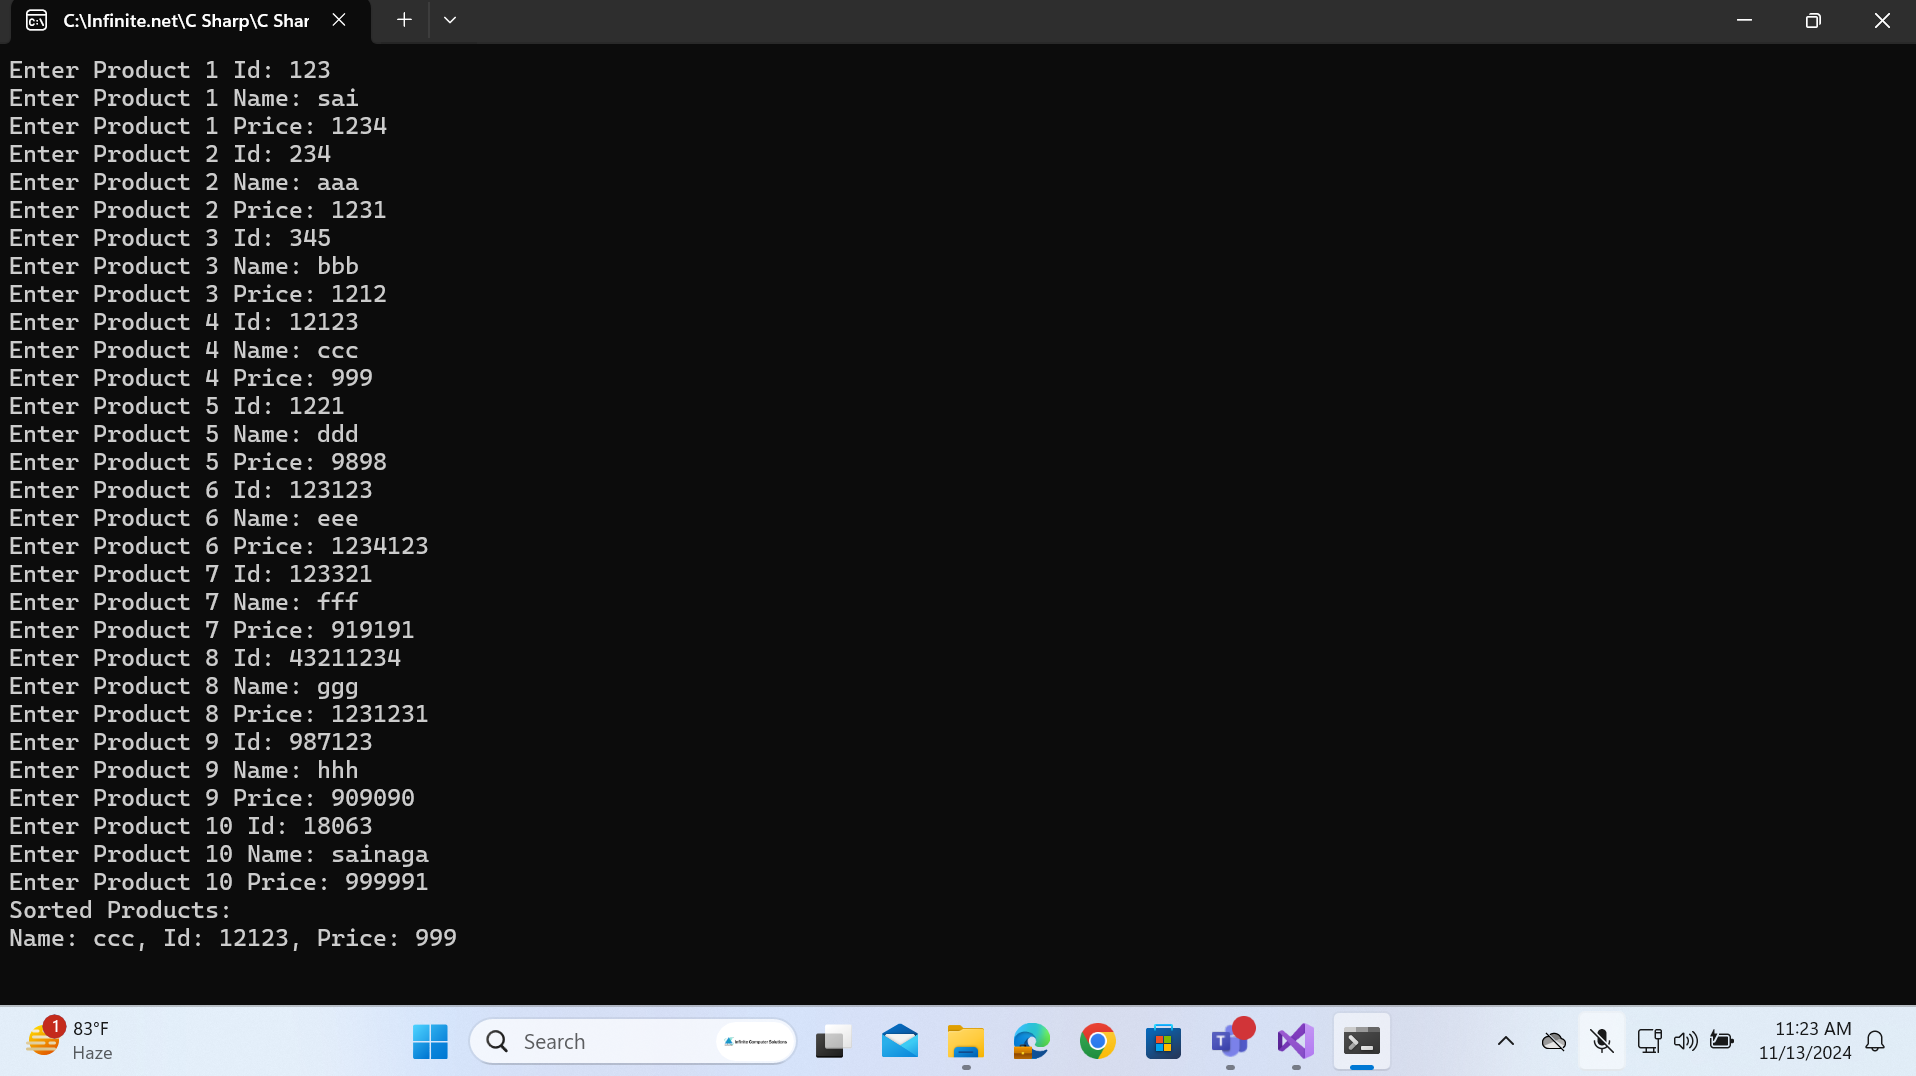 C:\Infinite.net\C Sharp\C Shar
Enter Product 1 Id: 123
Enter Product 1 Name: sai
Enter Product 1 Price: 1234
Enter Product 2 Id: 234
Enter Product 2 Name: aaa
Enter Product 2 Price: 1231
Enter Product 3 Id: 345
Enter Product 3 Name: bbb
Enter Product 3 Price: 1212
Enter Product 4 Id: 12123
Enter Product 4 Name: ccc
Enter Product 4 Price: 999
Enter Product 5 Id: 1221
Enter Product 5 Name: ddd
Enter Product 5 Price: 9898
Enter Product 6 Id: 123123
Enter Product 6 Name: eee
Enter Product 6 Price: 1234123
Enter Product 7 Id: 123321
Enter Product 7 Name: fff
Enter Product 7 Price: 919191
Enter Product 8 Id: 43211234
Enter Product 8 Name: ggg
Enter Product 8 Price: 1231231
Enter Product 9 Id: 987123
Enter Product 9 Name: hhh
Enter Product 9 Price: 909090
Enter Product 10 Id: 18063
Enter Product 10 Name: sainaga
Enter Product 10 Price: 999991
Sorted Products:
Name: ccc, Id: 12123, Price: 999
1
83°F
Haze
Search
Infinite Computer Solutions
11:23 AM
11/13/2024